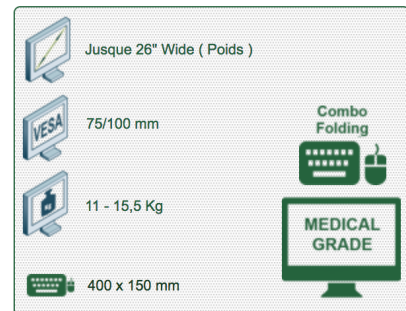 Jusque 26" Wide ( Poids )
VESA
75/100 mm
KG
11 - 15,5 Kg
400 x 150 mm
Combo
Folding
MEDICAL
GRADE